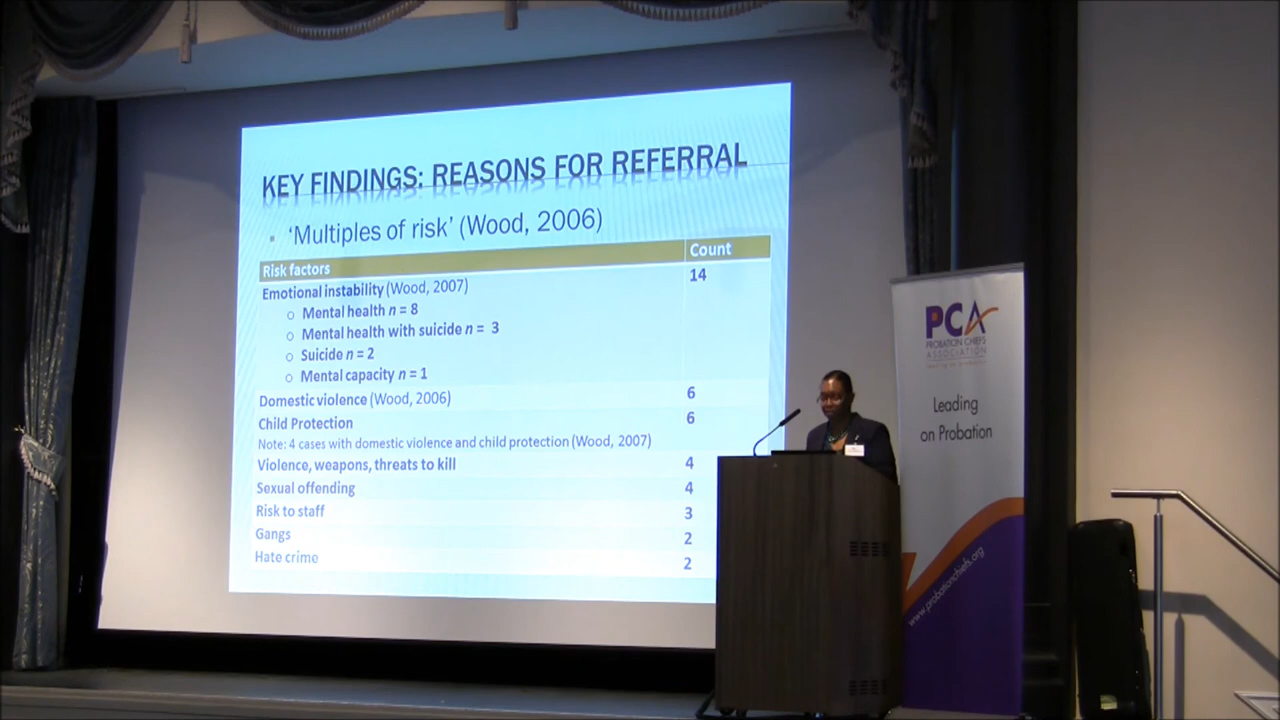 KEY FINDINGS: REASONS FOR REFERRAL
'Multiples of risk' (Wood, 2006)
Risk factors Count
Emotional instability (Wood, 2007) 14
Mental health n = 8
Mental health with suicide n = 3
Suicide n = 2
Mental capacity n = 1
Domestic violence (Wood, 2006) 6
Child Protection 6
Note: 4 cases with domestic violence and child protection (Wood, 2007)
Violence, weapons, threats to kill 4
Sexual offending 4
Risk to staff 3
Gangs 2
Hate crime 2
PCA
PROBATION CHIEFS
ASSOCIATION
Leading
on Probation
www.probationchiefs.org